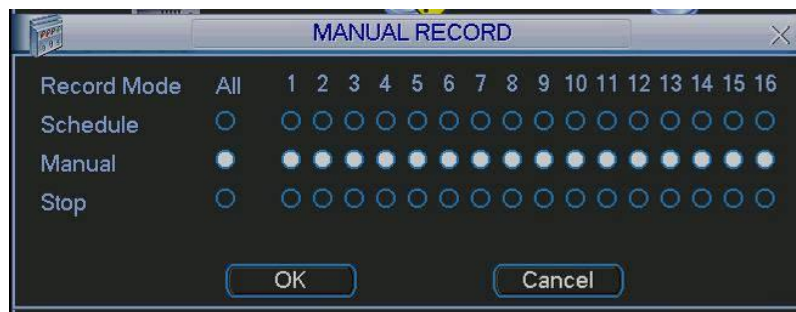 MANUAL RECORD
Record Mode All 1 2 3 4 5 6 7 8 9 10 11 12 13 14 15 16
Schedule
Manual
Stop
OK Cancel